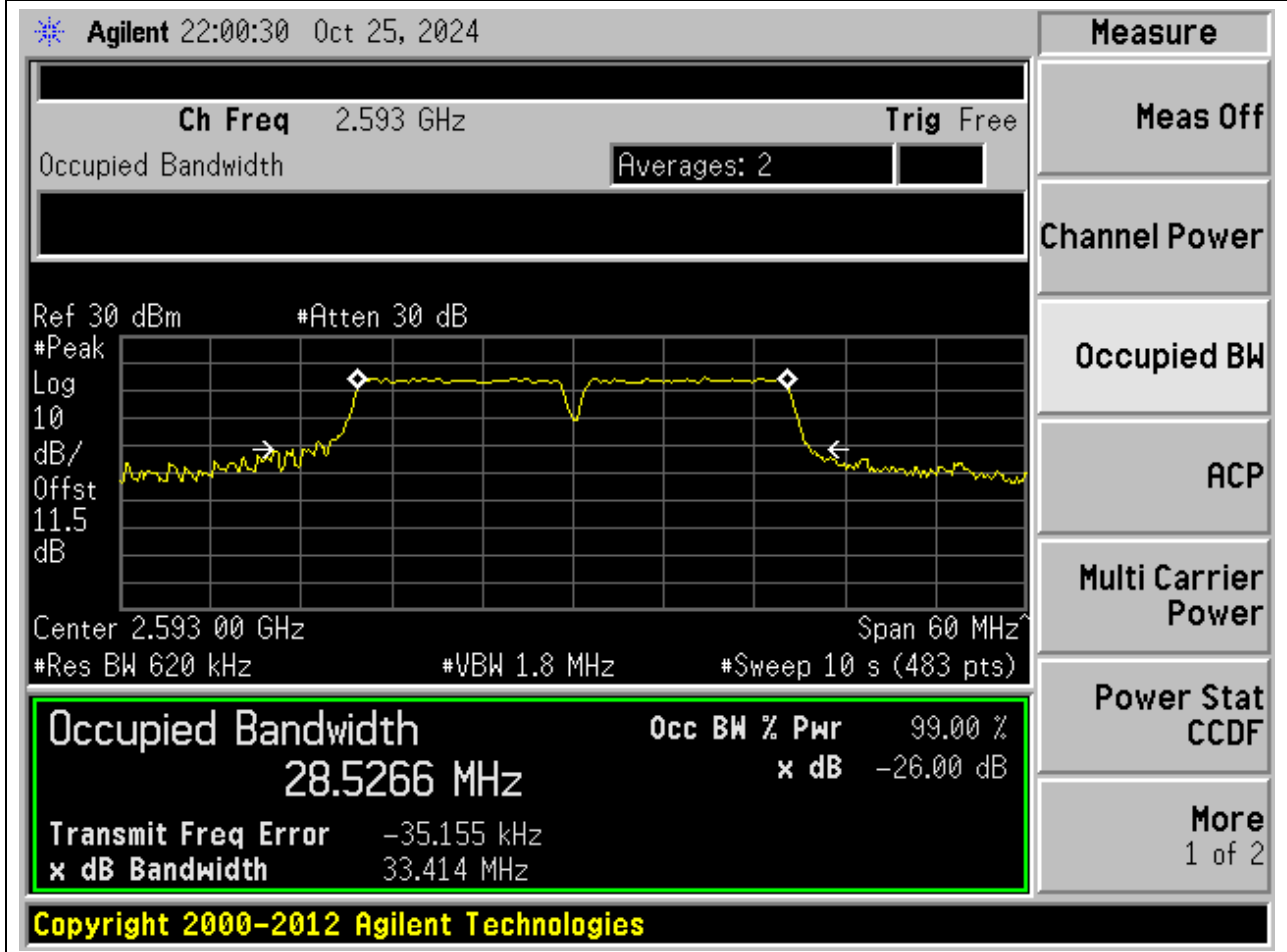 Agilent 22:00:30 Oct 25, 2024
Measure
Ch Freq 2.593 GHz
Trig Free
Occupied Bandwidth
Averages: 2
Meas Off
Channel Power
Occupied BW
ACP
Multi Carrier
Power
Power Stat
CCDF
More
1 of 2
Ref 30 dBm #Atten 30 dB
#Peak
Log
10
dB/
Offst
11.5
dB
Center 2.593 00 GHz
Span 60 MHz^
#Res BW 620 kHz #VBW 1.8 MHz #Sweep 10 s (483 pts)
Occupied Bandwidth
28.5266 MHz
Occ BW % Pwr 99.00 %
x dB -26.00 dB
Transmit Freq Error -35.155 kHz
x dB Bandwidth 33.414 MHz
Copyright 2000-2012 Agilent Technologies